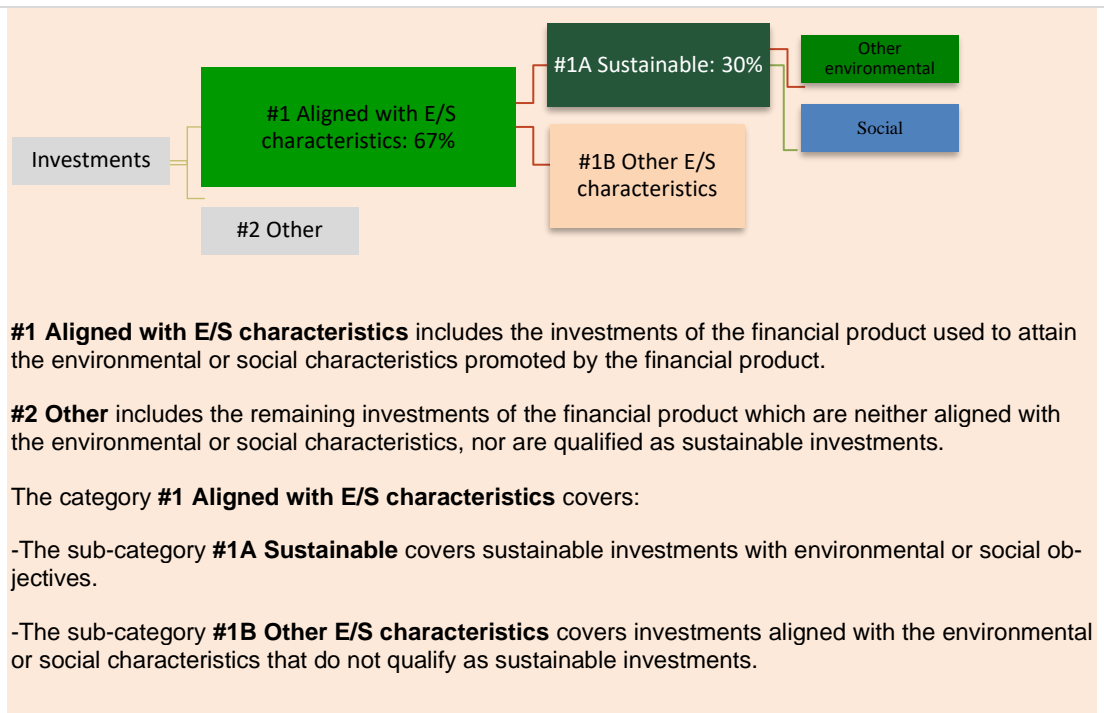 Other
environmental
#1A Sustainable: 30%
#1 Aligned with E/S
characteristics: 67%
Social
Investments
#1B Other E/S
characteristics
#2 Other
#1 Aligned with E/S characteristics includes the investments of the financial product used to attain
the environmental or social characteristics promoted by the financial product.
#2 Other includes the remaining investments of the financial product which are neither aligned with
the environmental or social characteristics, nor are qualified as sustainable investments.
The category #1 Aligned with E/S characteristics covers:
-The sub-category #1A Sustainable covers sustainable investments with environmental or social ob-
jectives.
-The sub-category #1B Other E/S characteristics covers investments aligned with the environmental
or social characteristics that do not qualify as sustainable investments.